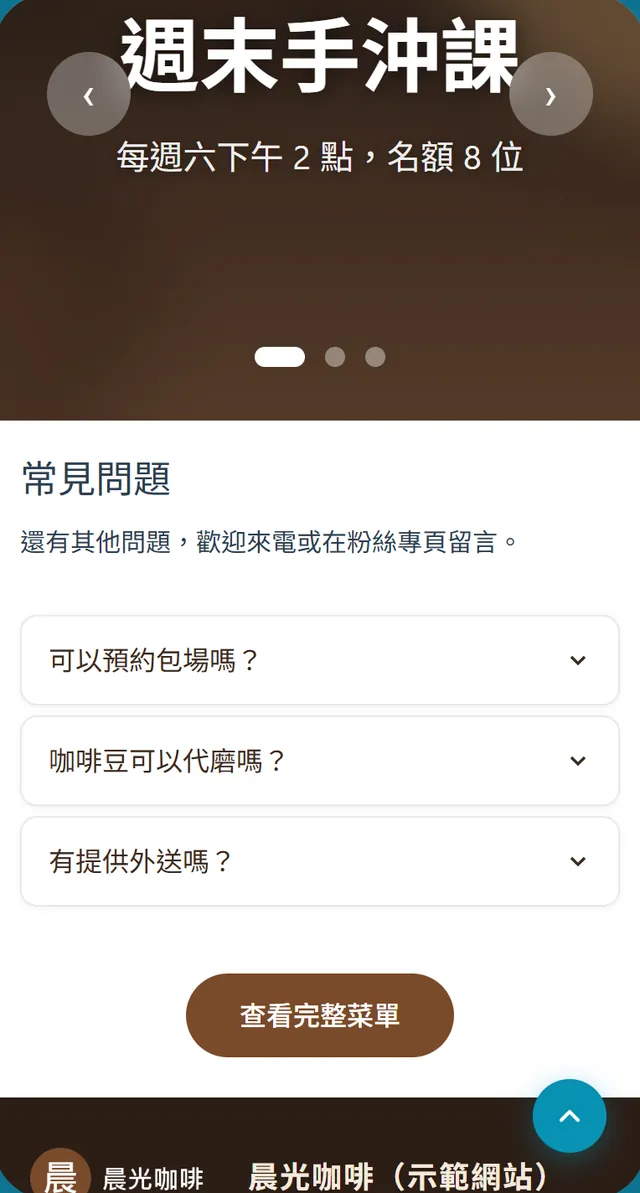 週末手沖課
每週六下午 2 點，名額 8 位
常見問題
還有其他問題，歡迎來電或在粉絲專頁留言。
可以預約包場嗎？
咖啡豆可以代磨嗎？
有提供外送嗎？
查看完整菜單
晨 晨光咖啡 晨光咖啡（示範網站）